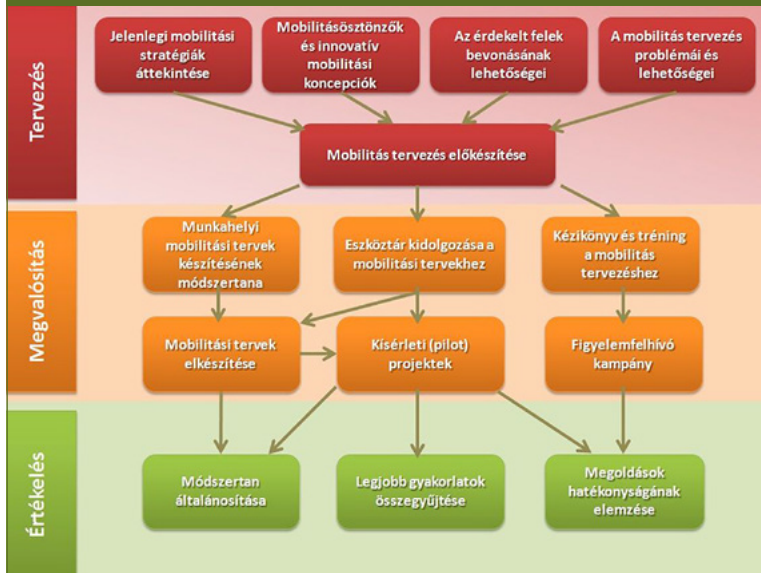 Tervezés
Jelenlegi mobilitási
stratégiák
áttekintése
Mobilitásösztönzők
és innovatív
mobilitási
koncepciók
Az érdekelt felek
bevonásának
lehetőségei
A mobilitás tervezés
problémái és
lehetőségei
Mobilitás tervezés előkészítése
Megvalósítás
Munkahelyi
mobilitási tervek
készítésének
módszertana
Eszköztár kidolgozása a
mobilitási tervekhez
Kézikönyv és tréning
a mobilitás
tervezéshez
Mobilitási tervek
elkészítése
Kísérleti (pilot)
projektek
Figyelemfelhívó
kampány
Értékelés
Módszertan
általánosítása
Legjobb gyakorlatok
összegyűjtése
Megoldások
hatékonyságának
elemzése